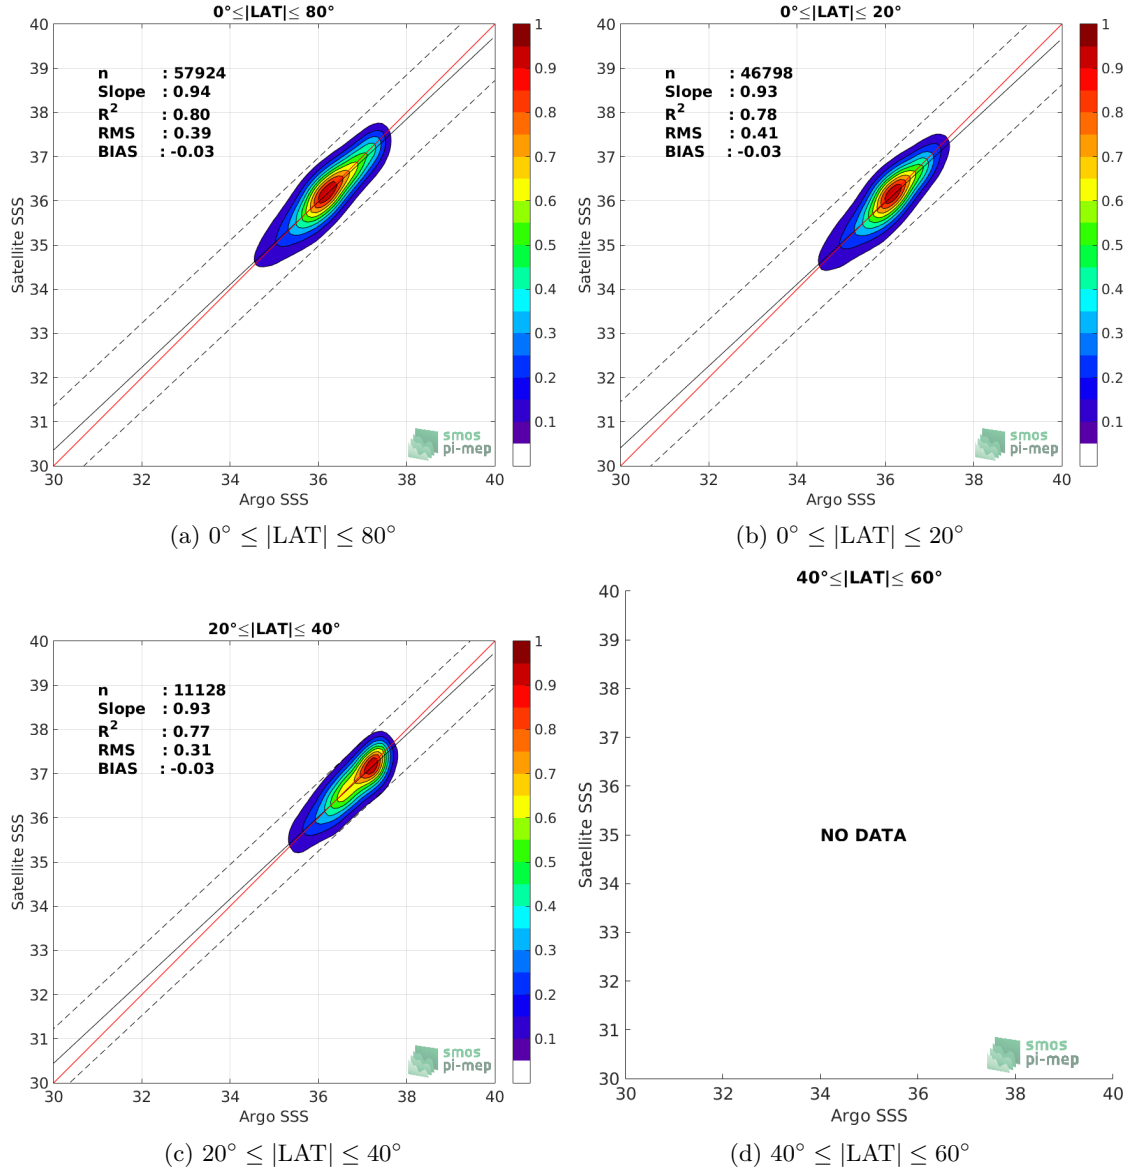 0°≤|LAT|≤ 80°
40
39
38
37
36
35
34
33
32
31
30
30
32
34
36
38
40
Satellite SSS
Argo SSS
n : 57924
Slope : 0.94
R2 : 0.80
RMS : 0.39
BIAS : -0.03
1
0.9
0.8
0.7
0.6
0.5
0.4
0.3
0.2
0.1
smos
pi-mep
(a) 0° ≤ |LAT| ≤ 80°
0°≤|LAT|≤ 20°
40
39
38
37
36
35
34
33
32
31
30
30
32
34
36
38
40
Satellite SSS
Argo SSS
n : 46798
Slope : 0.93
R2 : 0.78
RMS : 0.41
BIAS : -0.03
1
0.9
0.8
0.7
0.6
0.5
0.4
0.3
0.2
0.1
smos
pi-mep
(b) 0° ≤ |LAT| ≤ 20°
20°≤|LAT|≤ 40°
40
39
38
37
36
35
34
33
32
31
30
30
32
34
36
38
40
Satellite SSS
Argo SSS
n : 11128
Slope : 0.93
R2 : 0.77
RMS : 0.31
BIAS : -0.03
1
0.9
0.8
0.7
0.6
0.5
0.4
0.3
0.2
0.1
smos
pi-mep
(c) 20° ≤ |LAT| ≤ 40°
40°≤|LAT|≤ 60°
40
39
38
37
36
35
34
33
32
31
30
30
32
34
36
38
40
Satellite SSS
Argo SSS
NO DATA
smos
pi-mep
(d) 40° ≤ |LAT| ≤ 60°